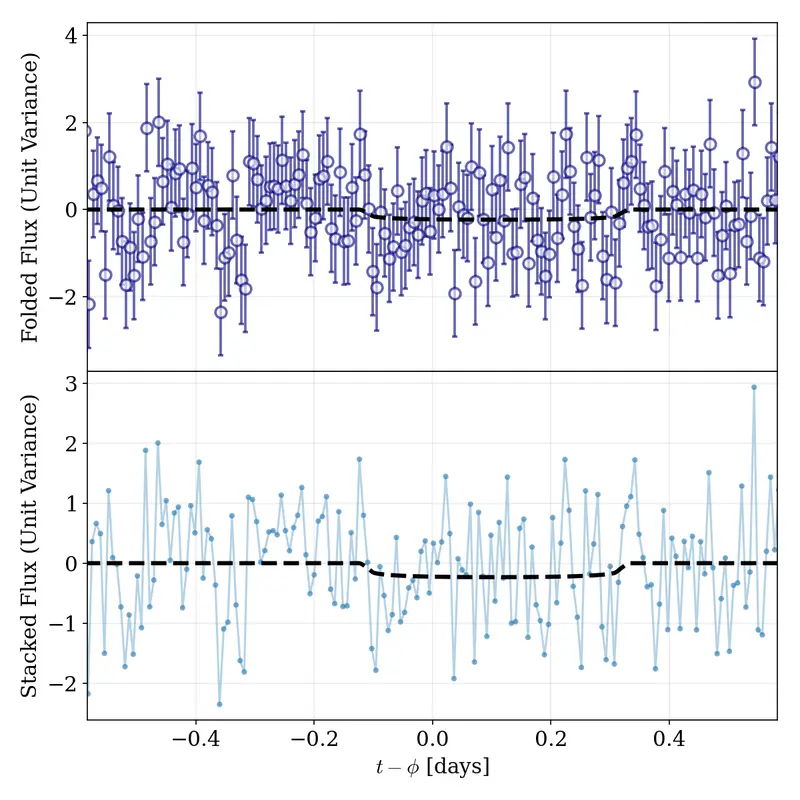 Folded Flux (Unit Variance)
4
2
0
−2
Stacked Flux (Unit Variance)
3
2
1
0
−1
−2
−0.4 −0.2 0.0 0.2 0.4
t − ϕ [days]